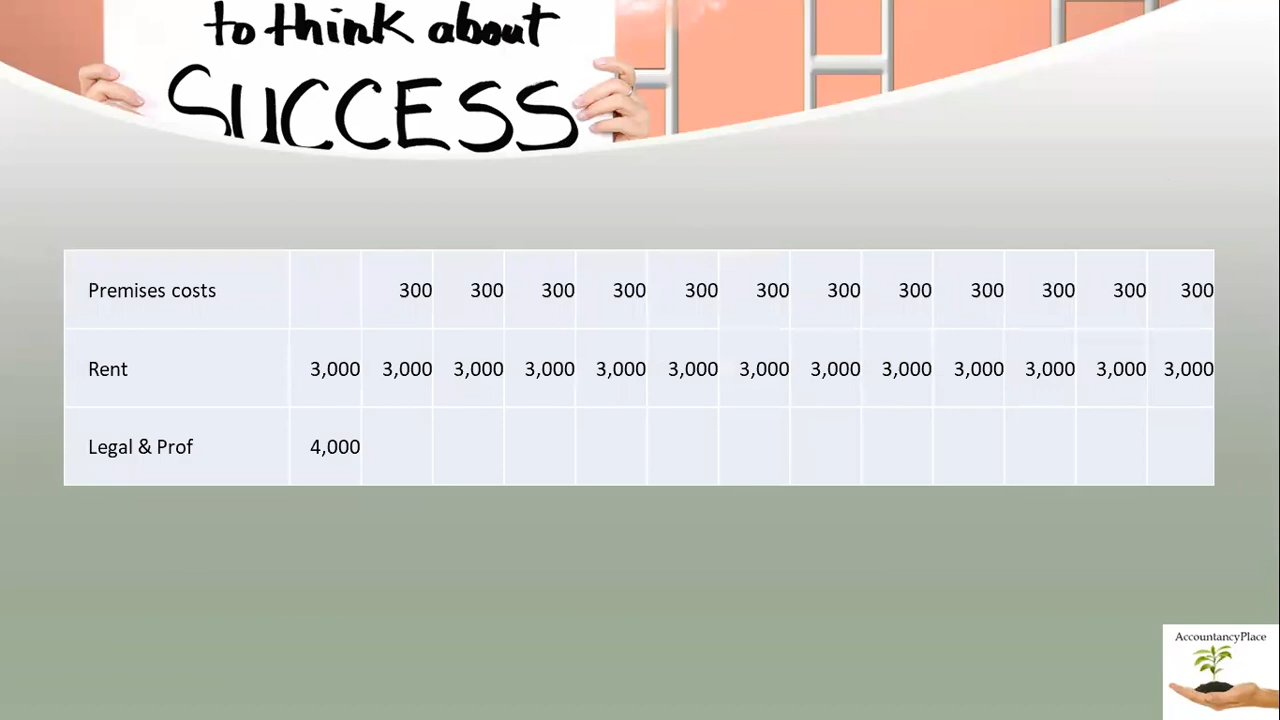 to think about
SUCCESS
Premises costs 300 300 300 300 300 300 300 300 300 300 300 300
Rent 3,000 3,000 3,000 3,000 3,000 3,000 3,000 3,000 3,000 3,000 3,000 3,000 3,000
Legal & Prof 4,000
AccountancyPlace